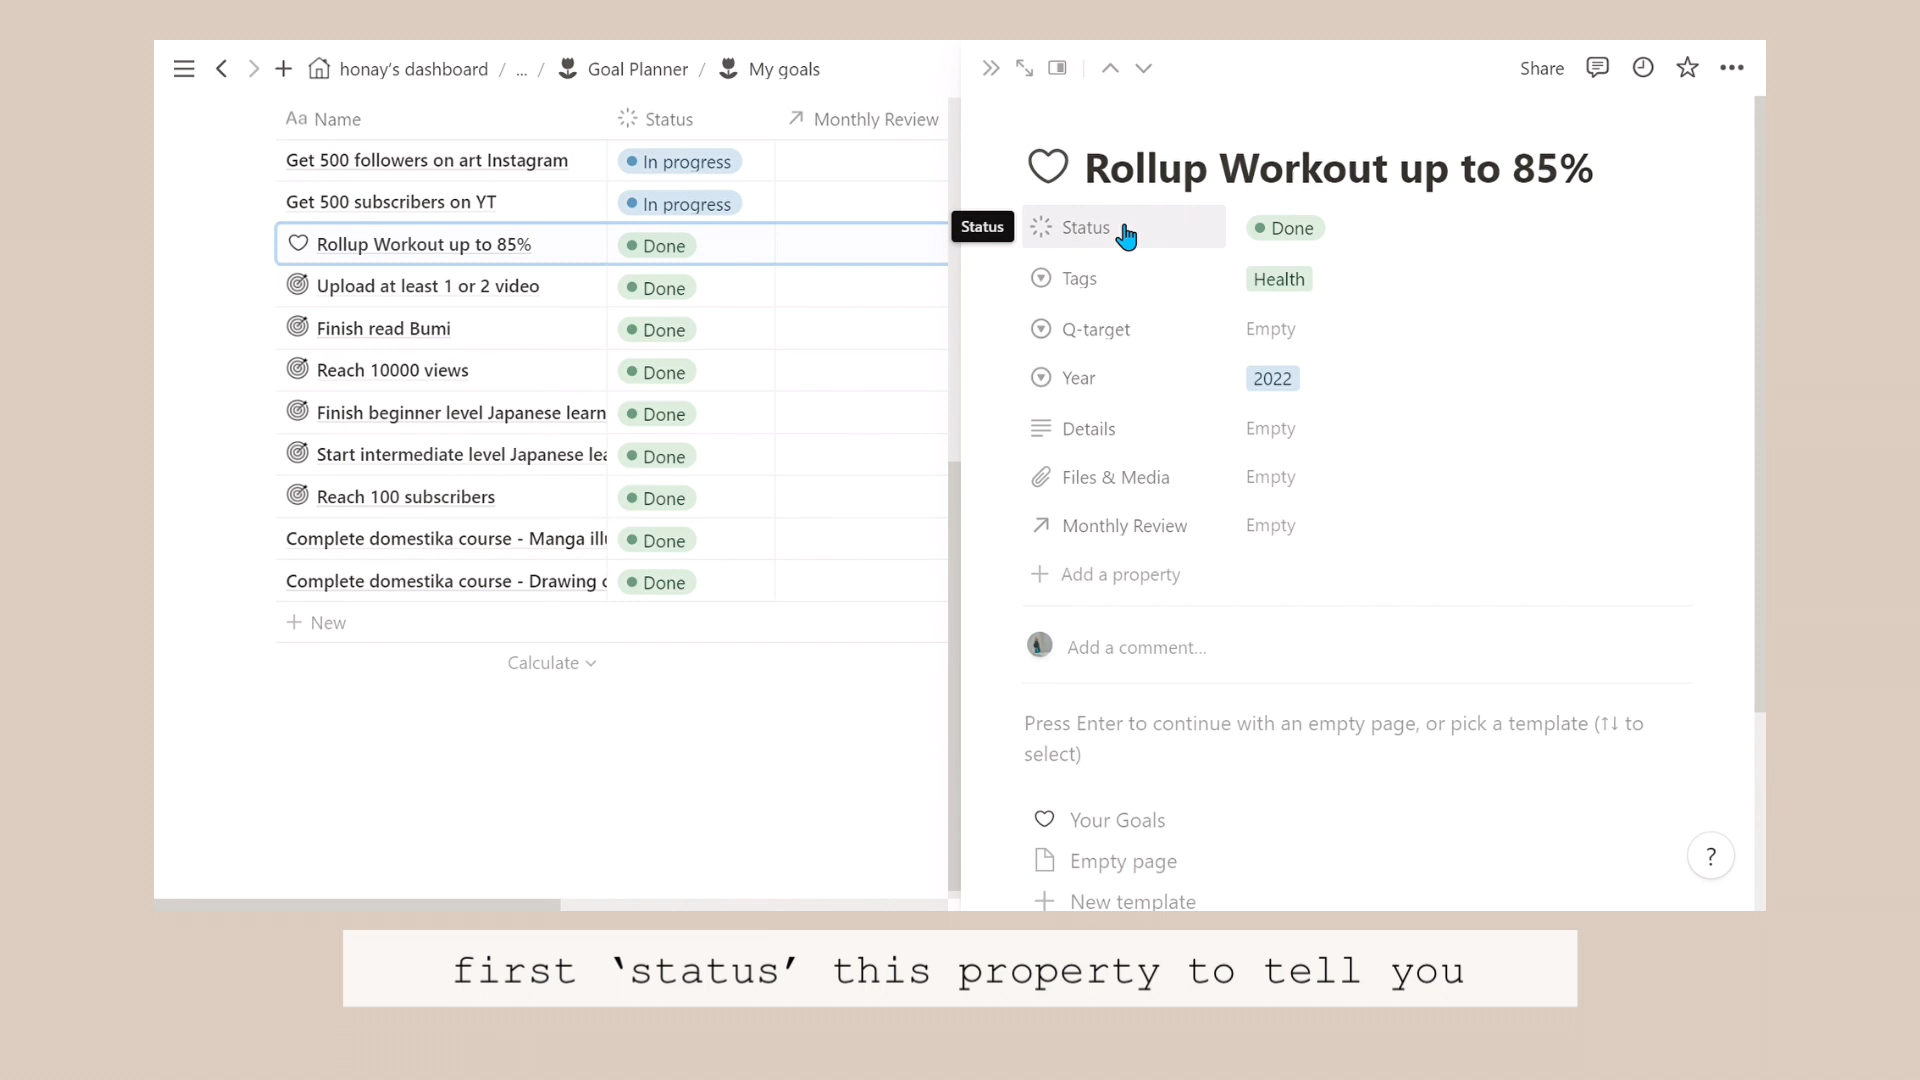 honay's dashboard / ... / Goal Planner / My goals
Aa Name Status Monthly Review
Get 500 followers on art Instagram In progress
Get 500 subscribers on YT In progress
Rollup Workout up to 85% Done
Upload at least 1 or 2 video Done
Finish read Bumi Done
Reach 10000 views Done
Finish beginner level Japanese learn Done
Start intermediate level Japanese lea Done
Reach 100 subscribers Done
Complete domestika course - Manga illu Done
Complete domestika course - Drawing c Done
+ New
Calculate
Share
Rollup Workout up to 85%
Status
Status Done
Tags Health
Q-target Empty
Year 2022
Details Empty
Files & Media Empty
Monthly Review Empty
+ Add a property
Add a comment...
Press Enter to continue with an empty page, or pick a template (↑↓ to
select)
Your Goals
Empty page
+ New template
?
first ‘status’ this property to tell you